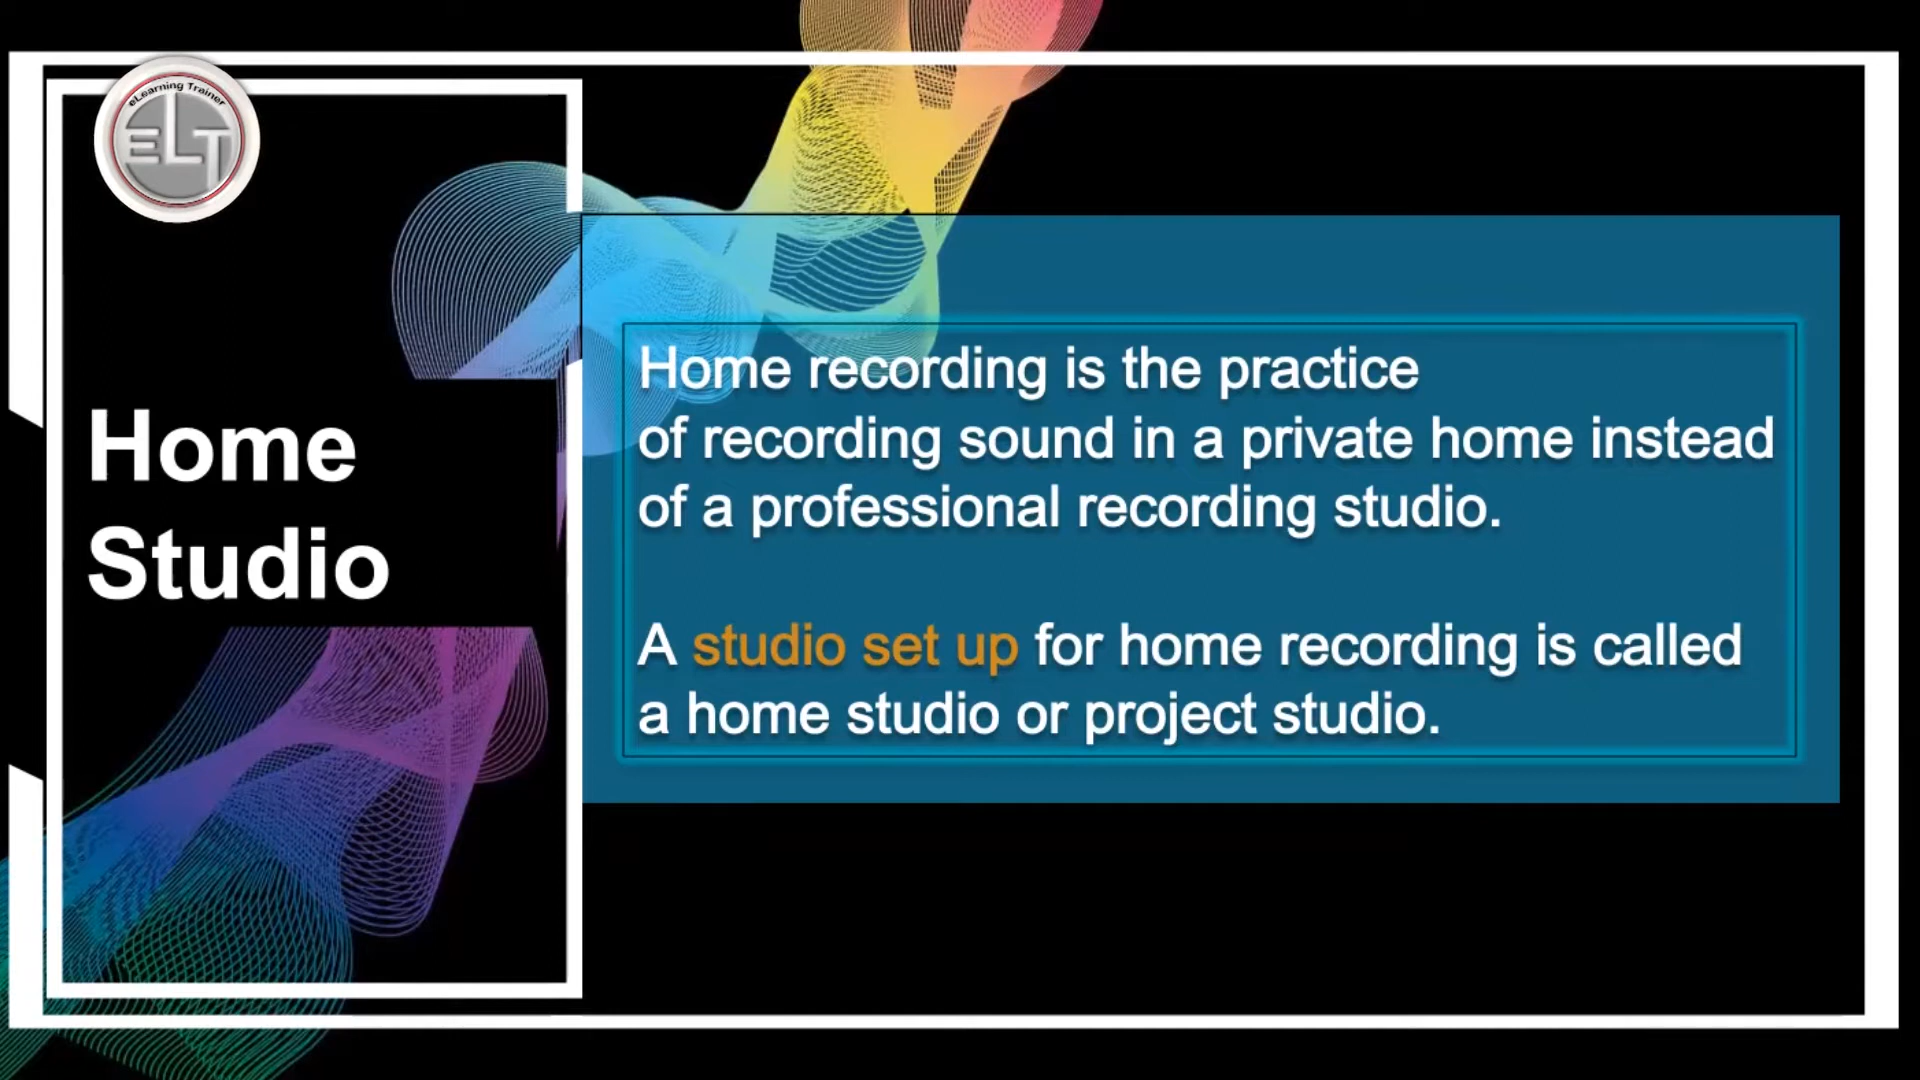 eLearning Trainer
ELT
Home
Studio
Home recording is the practice
of recording sound in a private home instead
of a professional recording studio.
A studio set up for home recording is called
a home studio or project studio.